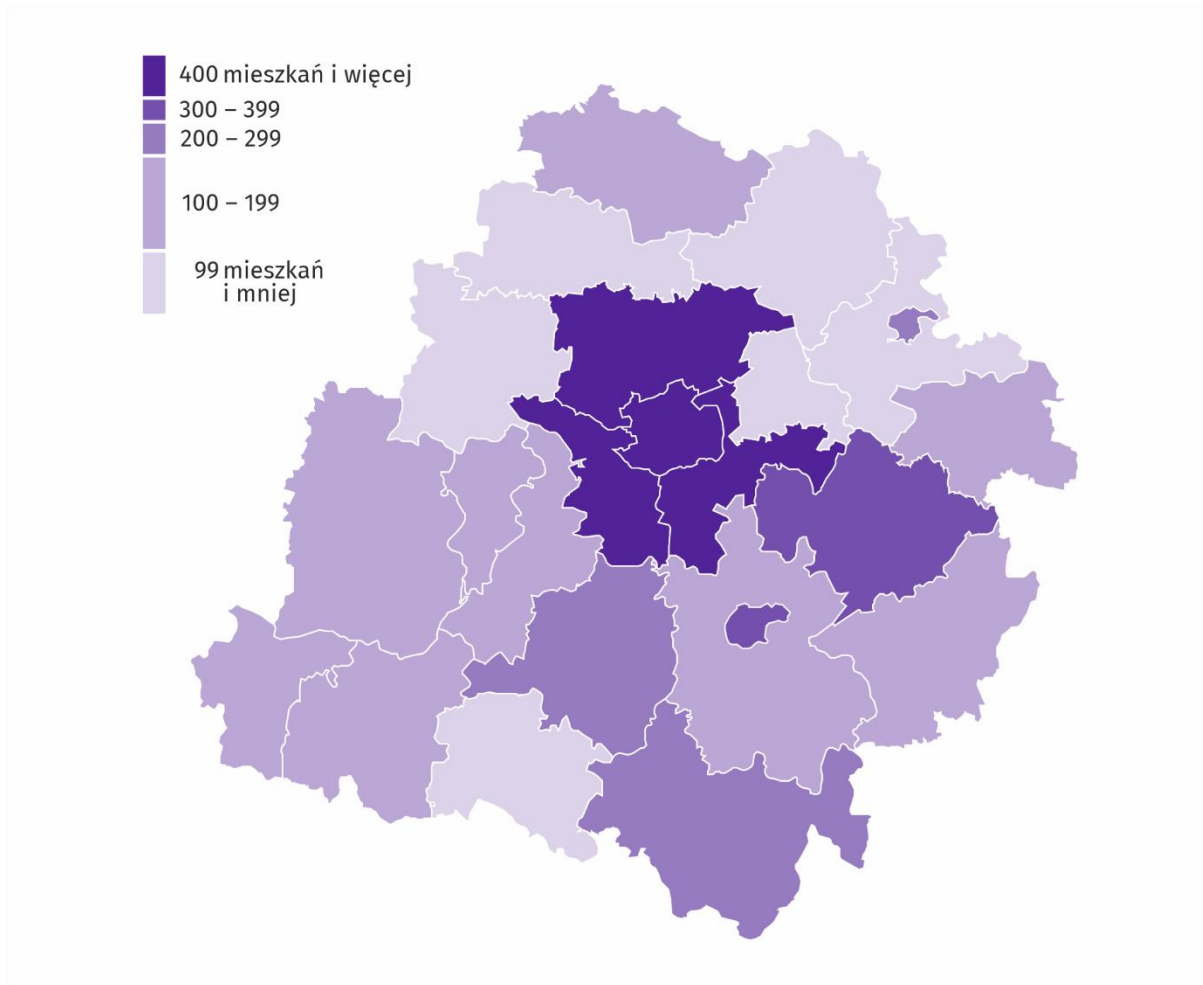 400 mieszkań i więcej
300 – 399
200 – 299
100 – 199
99 mieszkań
i mniej